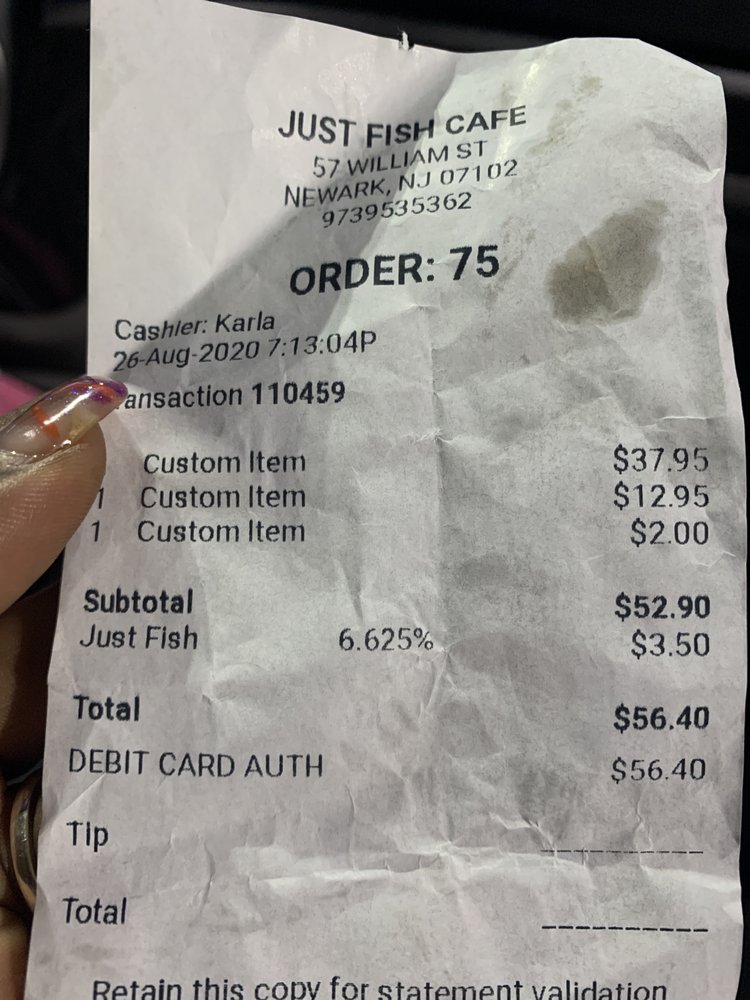 JUST FISH CAFE
57 WILLIAM ST
NEWARK, NJ 07102
9739535362
ORDER: 75
Cashier: Karla
26-Aug-2020 7:13:04P
ansaction 110459
Custom Item $37.95
1 Custom Item $12.95
1 Custom Item $2.00
Subtotal $52.90
Just Fish 6.625% $3.50
Total $56.40
DEBIT CARD AUTH $56.40
Tip
Total
Retain this copy for statement validation